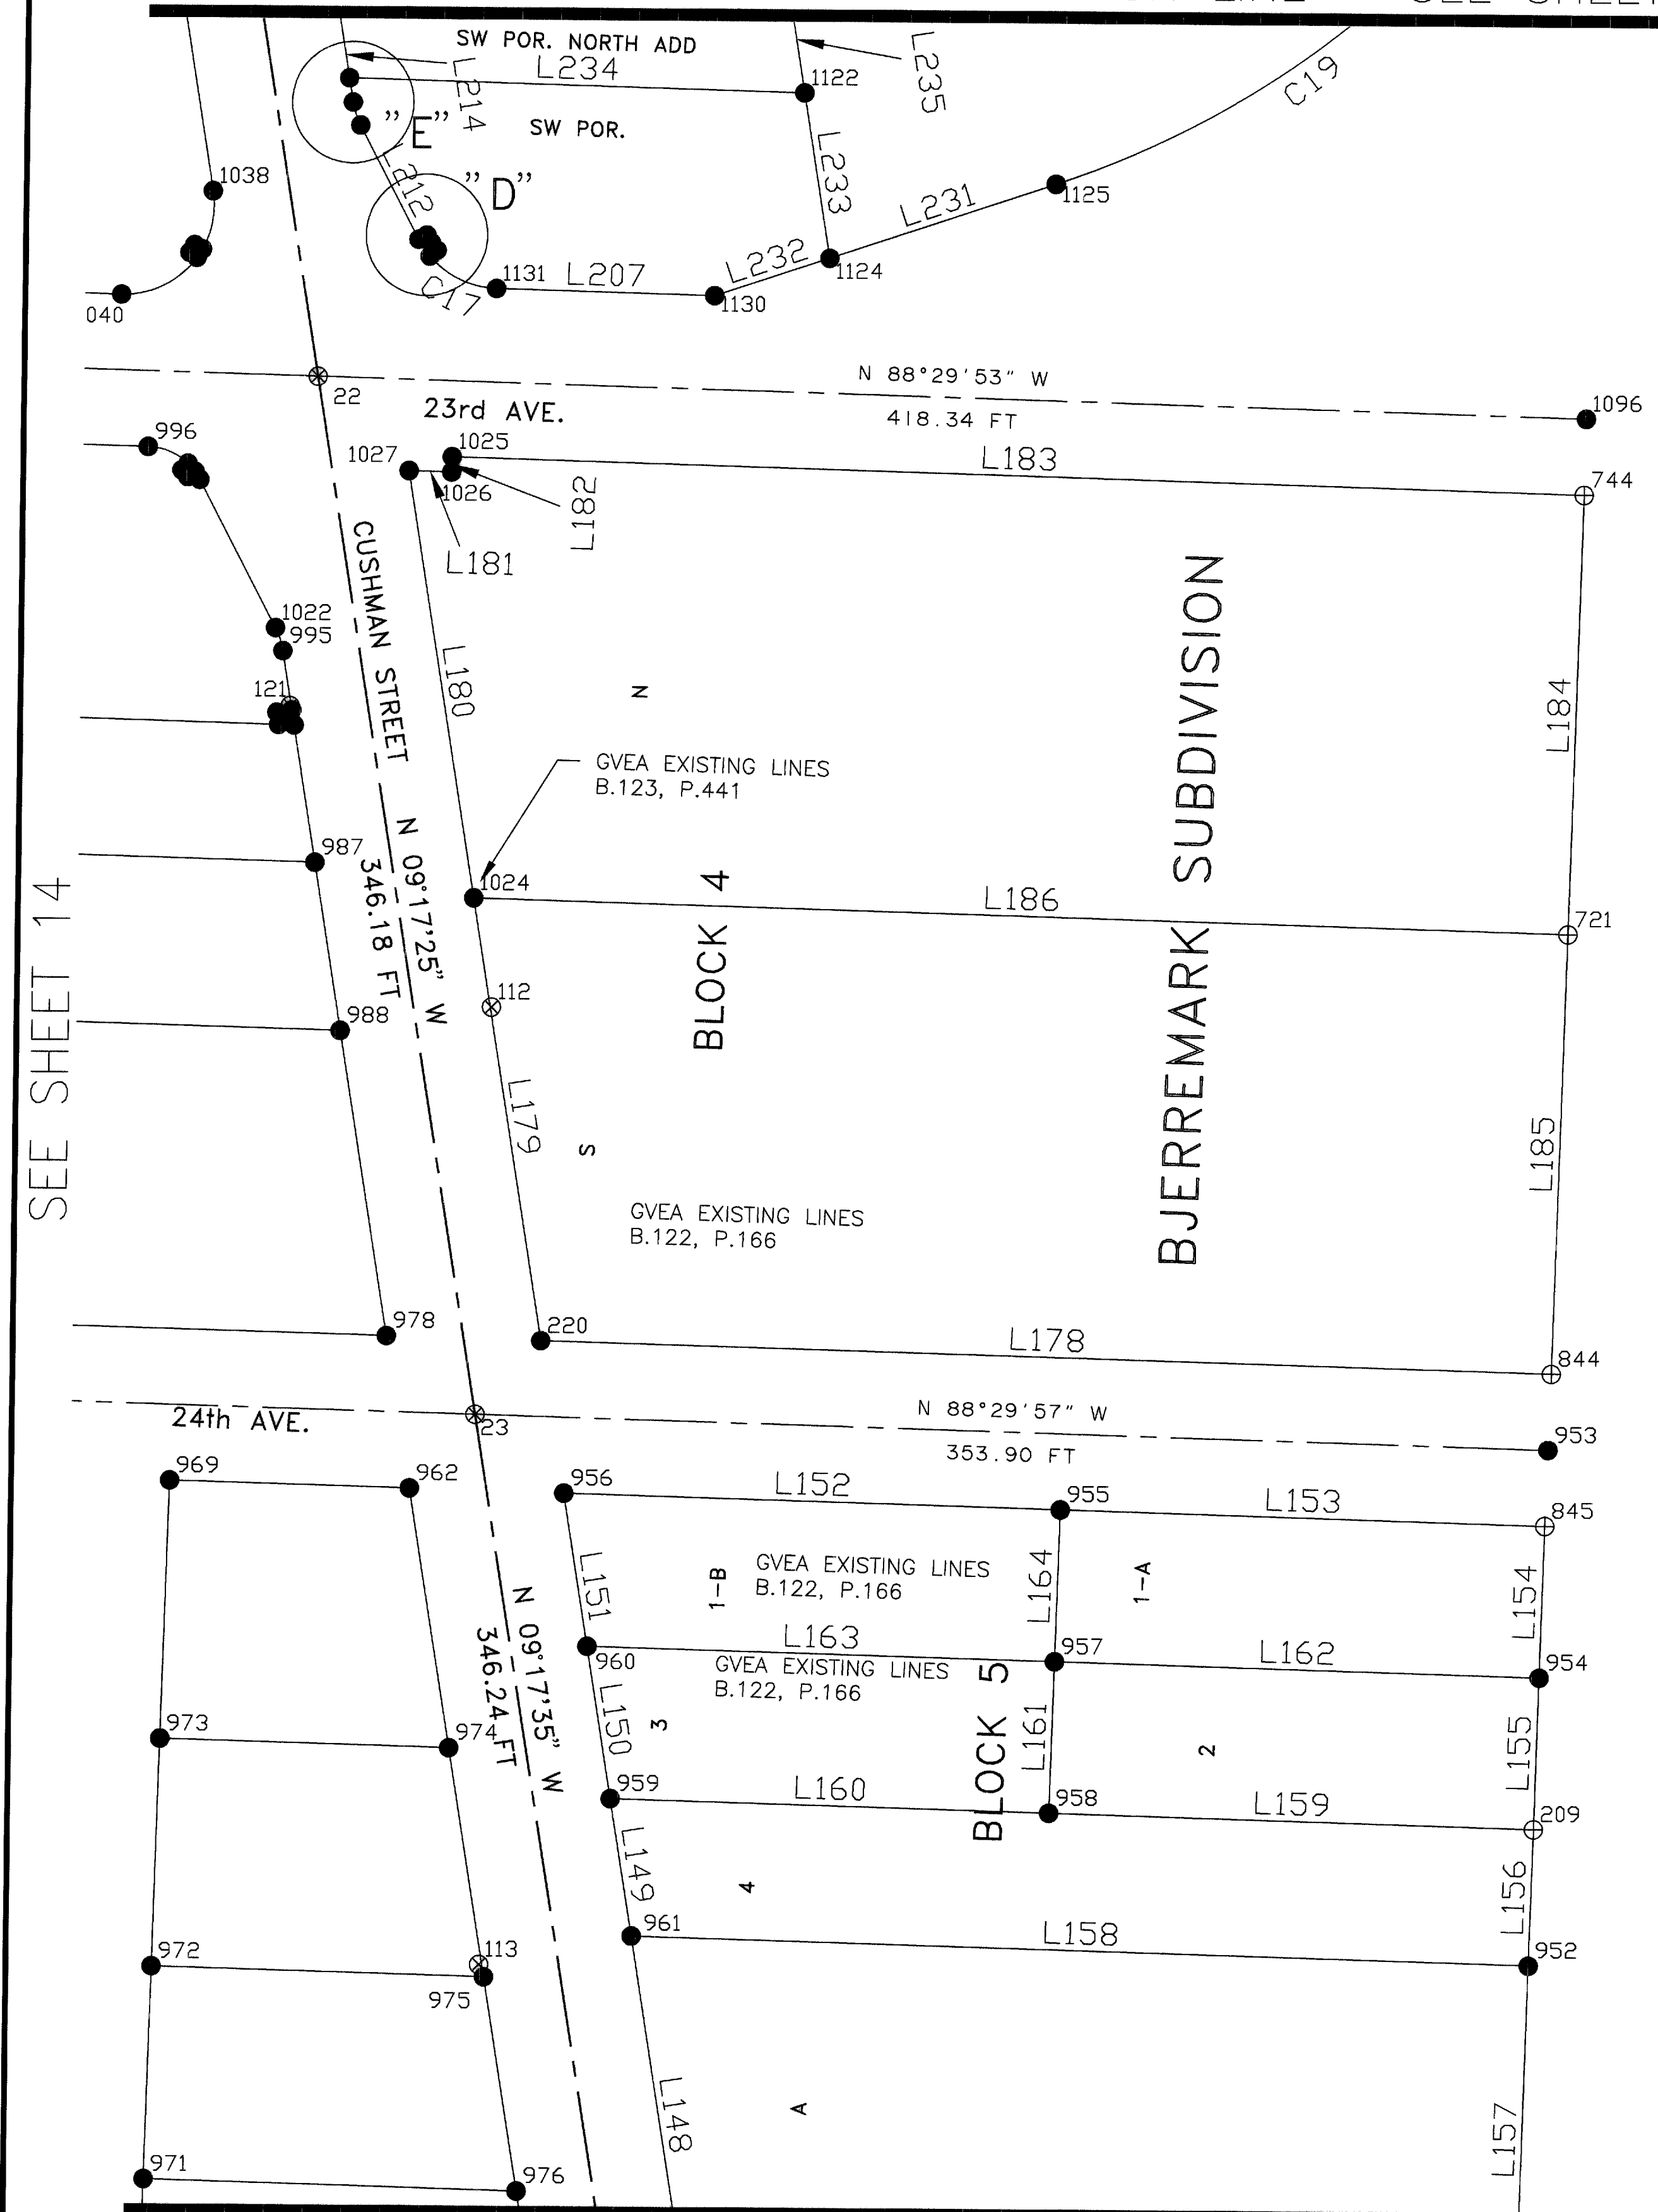 SW POR. NORTH ADD
L234
L214
L235
1122
C19
"E"
SW POR.
L212
L233
1038
"D"
L231
1125
L232
1124
1131
L207
C17
1130
040
N 88°29'53" W
22
418.34 FT
1096
23rd AVE.
996
1027
1025
L183
1026
L182
744
L181
CUSHMAN STREET
N 09°17'25" W
346.18 FT
1022
995
L180
121
N
L184
GVEA EXISTING LINES
B.123, P.441
987
1024
L186
721
BLOCK 4
BJERREMARK SUBDIVISION
SEE SHEET 14
988
112
L179
S
L185
GVEA EXISTING LINES
B.122, P.166
978
220
L178
844
N 88°29'57" W
24th AVE.
23
353.90 FT
953
969
962
956
L152
955
L153
845
L151
1-B
GVEA EXISTING LINES
B.122, P.166
L164
1-A
L154
N 09°17'35" W
346.24 FT
L163
960
957
L162
954
GVEA EXISTING LINES
B.122, P.166
BLOCK 5
L150
3
L161
2
L155
973
974
959
L160
958
L159
209
L149
4
L156
961
L158
952
972
113
975
L148
A
L157
971
976